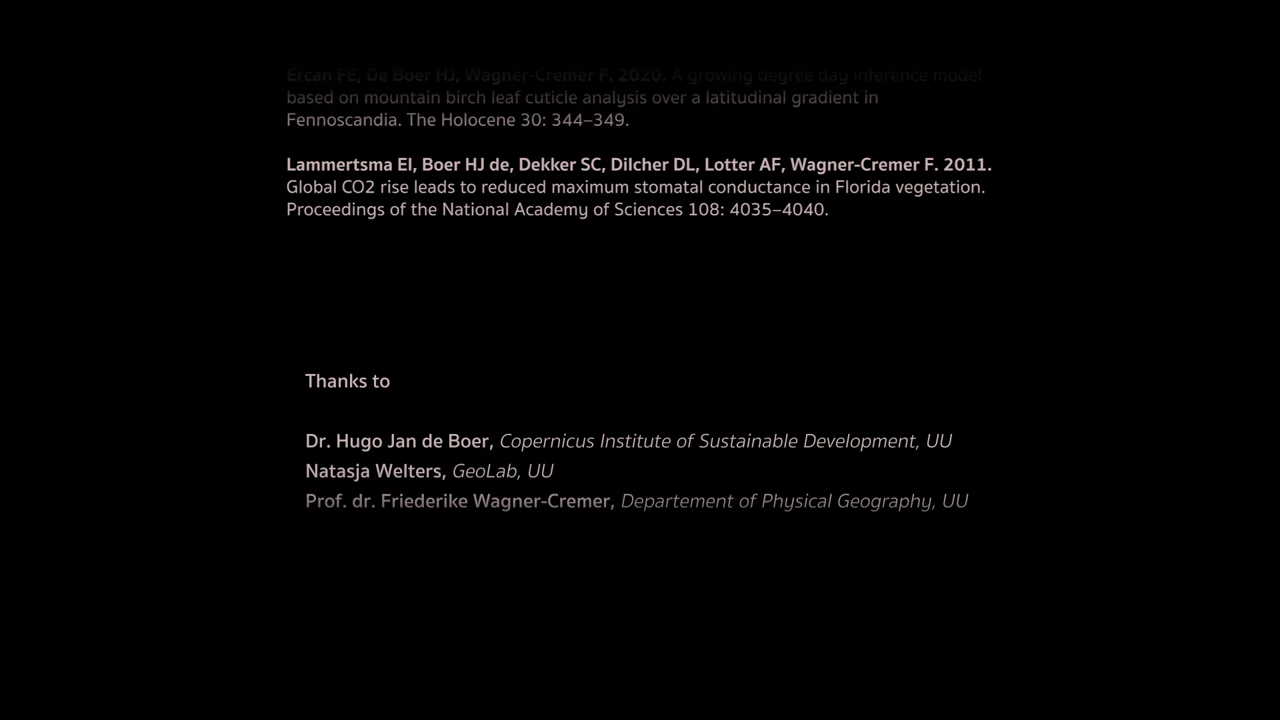 Ercan FE, De Boer HJ, Wagner-Cremer F. 2020. A growing degree day inference model
based on mountain birch leaf cuticle analysis over a latitudinal gradient in
Fennoscandia. The Holocene 30: 344–349.
Lammertsma EI, Boer HJ de, Dekker SC, Dilcher DL, Lotter AF, Wagner-Cremer F. 2011.
Global CO2 rise leads to reduced maximum stomatal conductance in Florida vegetation.
Proceedings of the National Academy of Sciences 108: 4035–4040.
Thanks to
Dr. Hugo Jan de Boer, Copernicus Institute of Sustainable Development, UU
Natasja Welters, GeoLab, UU
Prof. dr. Friederike Wagner-Cremer, Departement of Physical Geography, UU